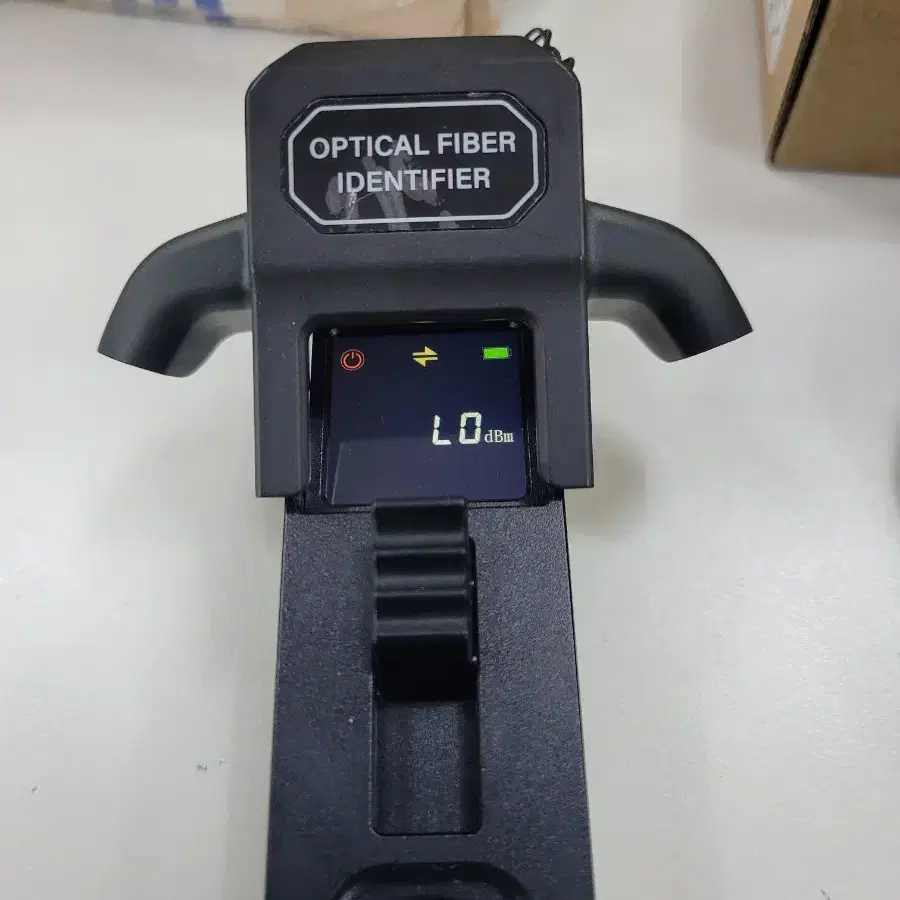 OPTICAL FIBER
IDENTIFIER
LO dBm